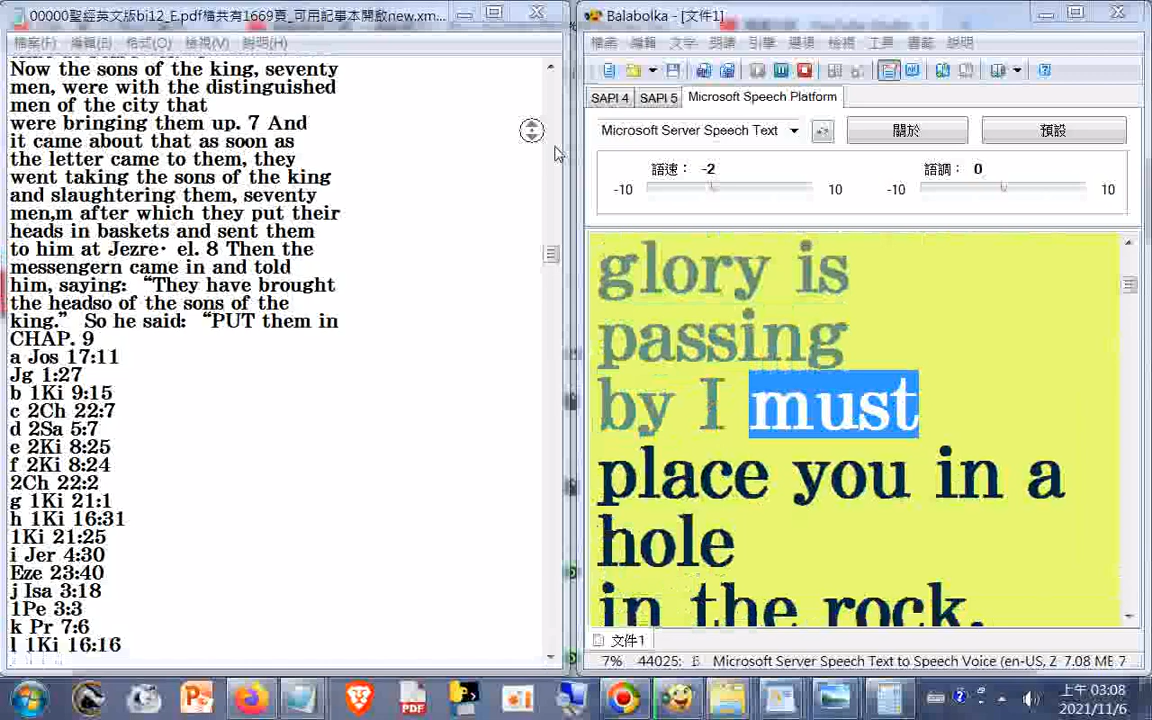 00000聖經英文版bi12_E.pdf檔共有1669頁_可用記事本開啟new.xm...
檔案(F) 編輯(E) 格式(O) 檢視(V) 說明(H)
Now the sons of the king, seventy
men, were with the distinguished
men of the city that
were bringing them up. 7 And
it came about that as soon as
the letter came to them, they
went taking the sons of the king
and slaughtering them, seventy
men,m after which they put their
heads in baskets and sent them
to him at Jezre· el. 8 Then the
messengern came in and told
him, saying: “They have brought
the headso of the sons of the
king.” So he said: “PUT them in
CHAP. 9
a Jos 17:11
Jg 1:27
b 1Ki 9:15
c 2Ch 22:7
d 2Sa 5:7
e 2Ki 8:25
f 2Ki 8:24
2Ch 22:2
g 1Ki 21:1
h 1Ki 16:31
1Ki 21:25
i Jer 4:30
Eze 23:40
j Isa 3:18
1Pe 3:3
k Pr 7:6
l 1Ki 16:16
Balabolka - [文件1]
檔案 編輯 文字 朗讀 引擎 選項 檢視 工具 書籤 說明
SAPI 4 SAPI 5 Microsoft Speech Platform
Microsoft Server Speech Text 關於 預設
語速： -2 語調： 0
-10 10 -10 10
glory is
passing
by I must
place you in a
hole
in the rock,
文件1
7% 44025: Microsoft Server Speech Text to Speech Voice (en-US, Z 7.08 ME 7
PDF
上午 03:08
2021/11/6